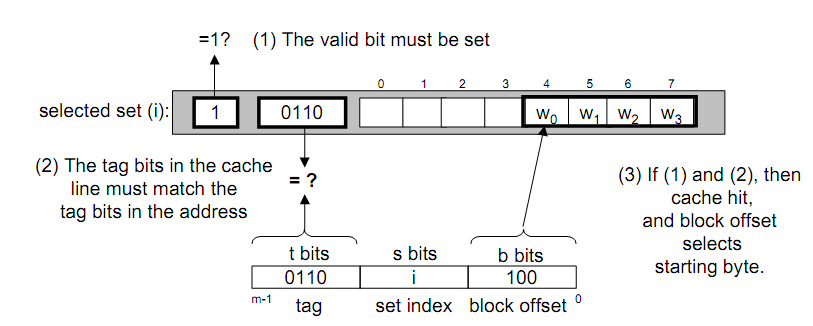 =1? (1) The valid bit must be set
0 1 2 3 4 5 6 7
selected set (i): 1 0110 w0 w1 w2 w3
(2) The tag bits in the cache
line must match the
tag bits in the address
= ?
(3) If (1) and (2), then
cache hit,
and block offset
selects
starting byte.
t bits s bits b bits
0110 i 100
m-1 tag set index block offset 0